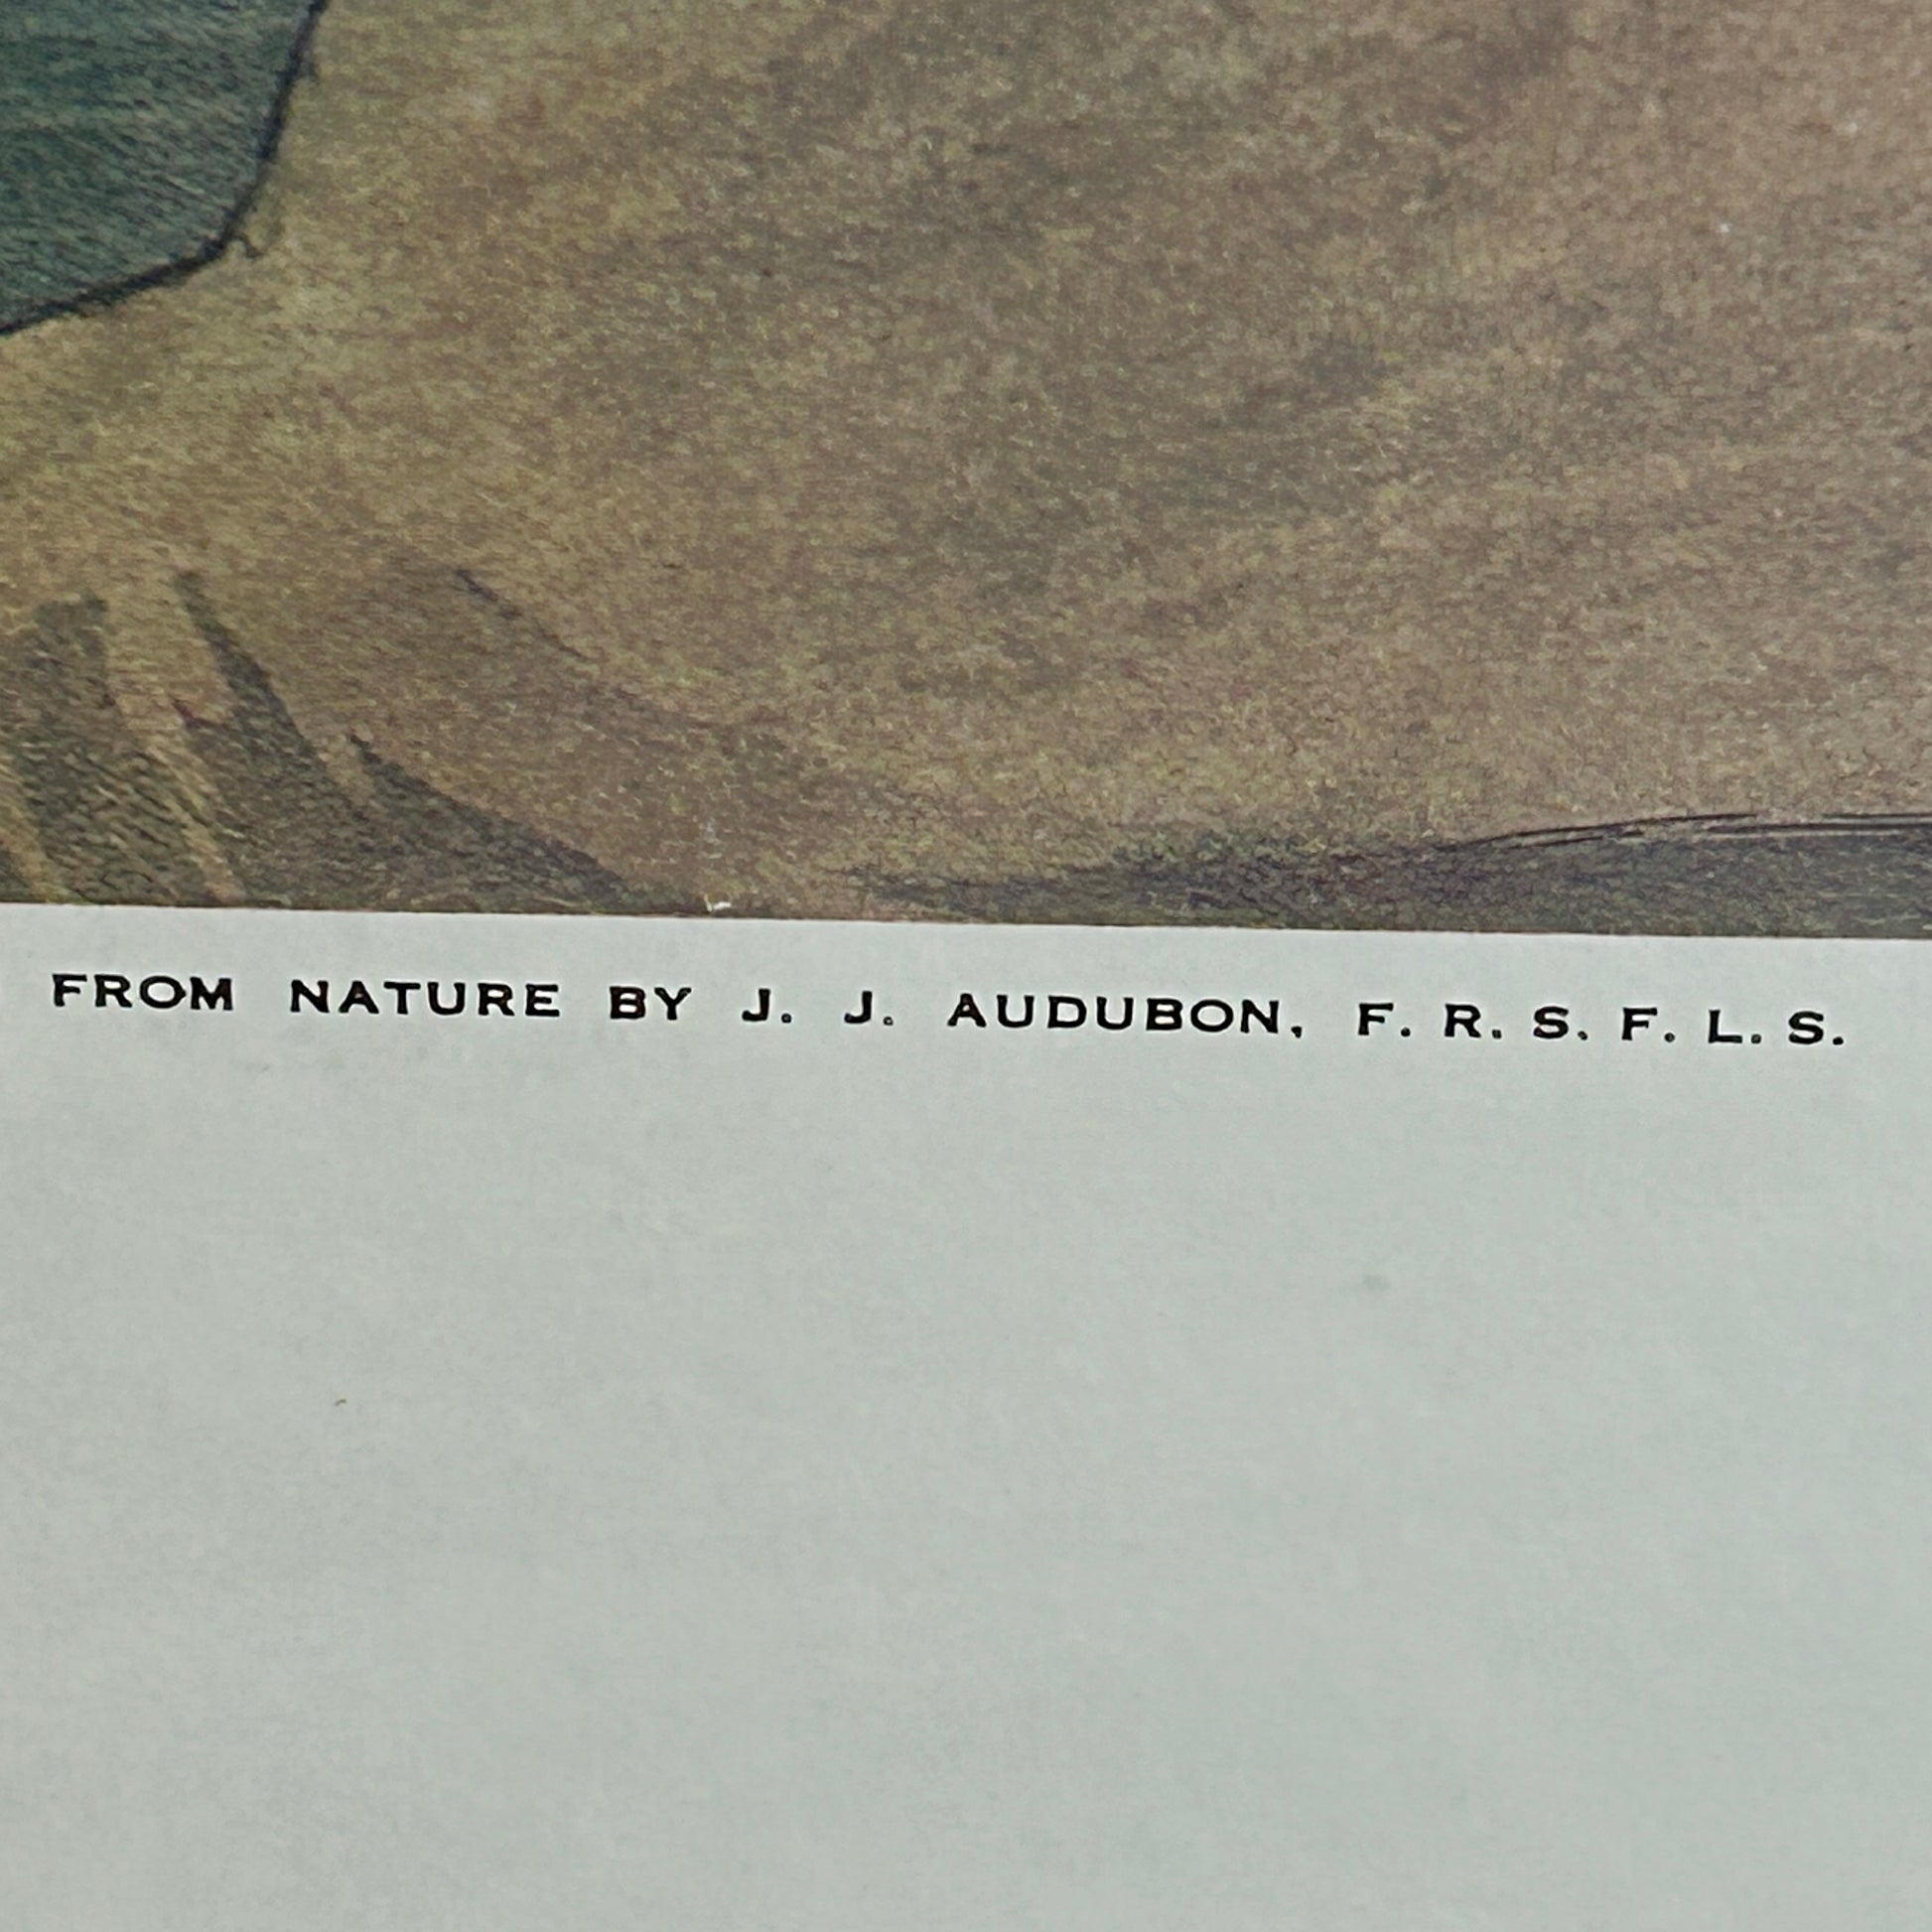 FROM NATURE BY J. J. AUDUBON, F. R. S. F. L. S.